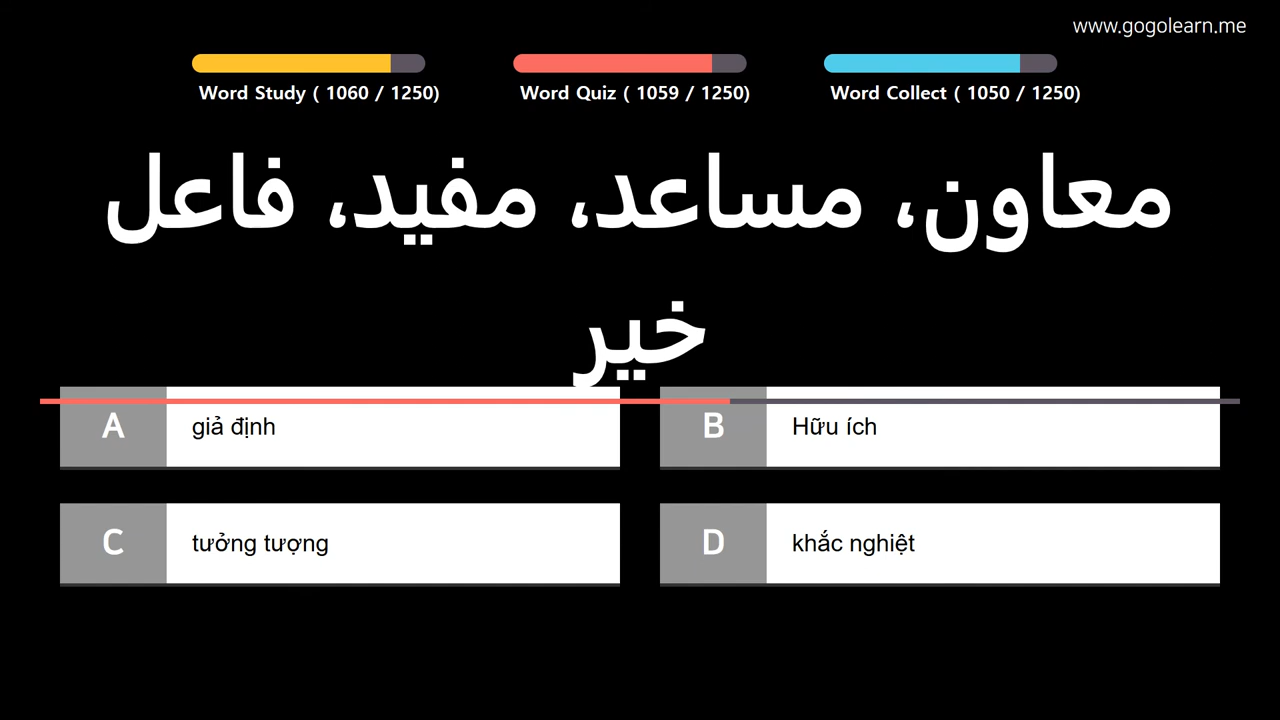 www.gogolearn.me
Word Study ( 1060 / 1250)
Word Quiz ( 1059 / 1250)
Word Collect ( 1050 / 1250)
معاون، مساعد، مفيد، فاعل
خير
A giả định
B Hữu ích
C tưởng tượng
D khắc nghiệt